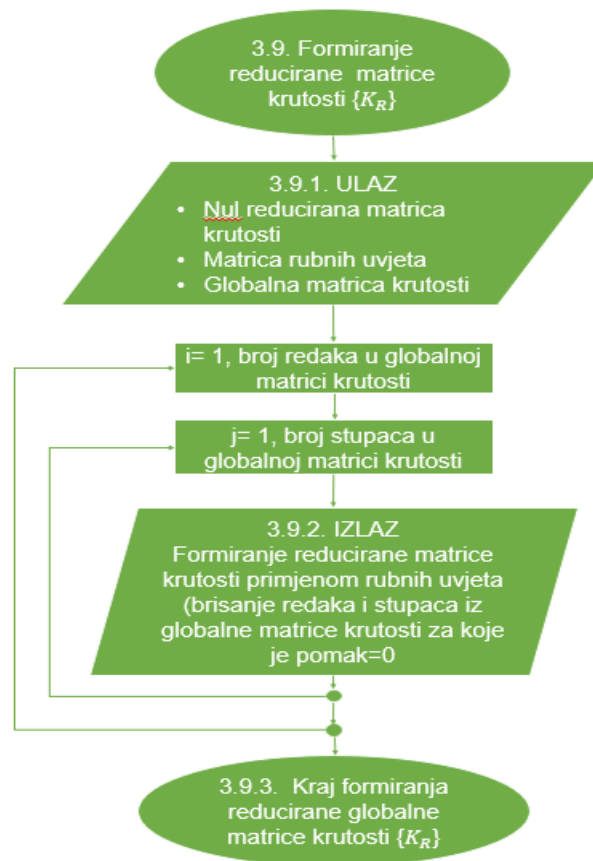 3.9. Formiranje
reducirane matrice
krutosti {K_R}
3.9.1. ULAZ
• Nul reducirana matrica
krutosti
• Matrica rubnih uvjeta
• Globalna matrica krutosti
i= 1, broj redaka u globalnoj
matrici krutosti
j= 1, broj stupaca u
globalnoj matrici krutosti
3.9.2. IZLAZ
Formiranje reducirane matrice
krutosti primjenom rubnih uvjeta
(brisanje redaka i stupaca iz
globalne matrice krutosti za koje
je pomak=0
3.9.3. Kraj formiranja
reducirane globalne
matrice krutosti {K_R}